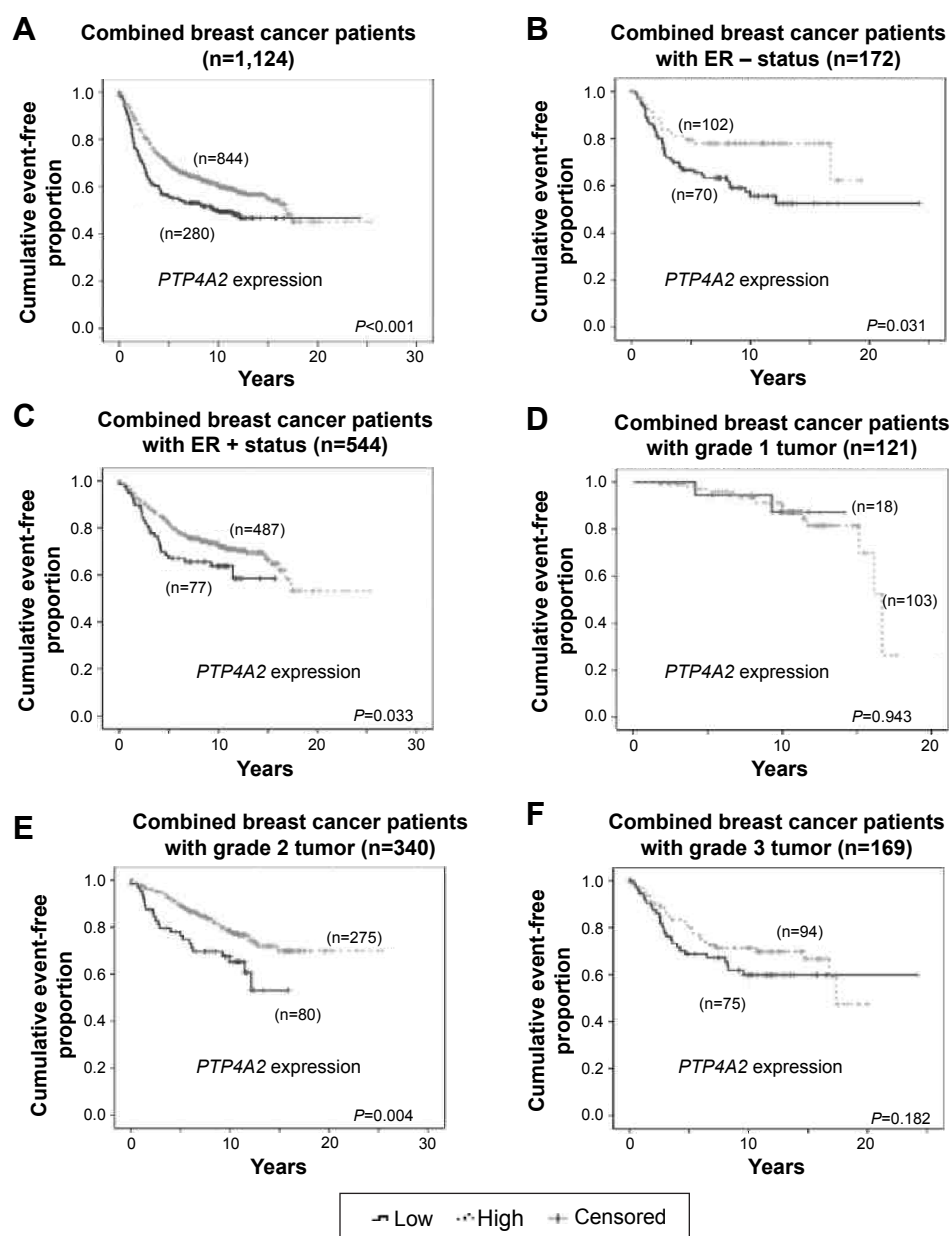 A
Combined breast cancer patients
(n=1,124)
Cumulative event-free
proportion
1.0
0.8
0.6
0.4
0.2
0.0
(n=844)
(n=280)
PTP4A2 expression
P<0.001
0 10 20 30
Years
B
Combined breast cancer patients
with ER – status (n=172)
Cumulative event-free
proportion
1.0
0.8
0.6
0.4
0.2
0.0
(n=102)
(n=70)
PTP4A2 expression
P=0.031
0 10 20
Years
C
Combined breast cancer patients
with ER + status (n=544)
Cumulative event-free
proportion
1.0
0.8
0.6
0.4
0.2
0.0
(n=487)
(n=77)
PTP4A2 expression
P=0.033
0 10 20 30
Years
D
Combined breast cancer patients
with grade 1 tumor (n=121)
Cumulative event-free
proportion
1.0
0.8
0.6
0.4
0.2
0.0
(n=18)
(n=103)
PTP4A2 expression
P=0.943
0 10 20
Years
E
Combined breast cancer patients
with grade 2 tumor (n=340)
Cumulative event-free
proportion
1.0
0.8
0.6
0.4
0.2
0.0
(n=275)
(n=80)
PTP4A2 expression
P=0.004
0 10 20 30
Years
F
Combined breast cancer patients
with grade 3 tumor (n=169)
Cumulative event-free
proportion
1.0
0.8
0.6
0.4
0.2
0.0
(n=94)
(n=75)
PTP4A2 expression
P=0.182
0 10 20
Years
Low High Censored